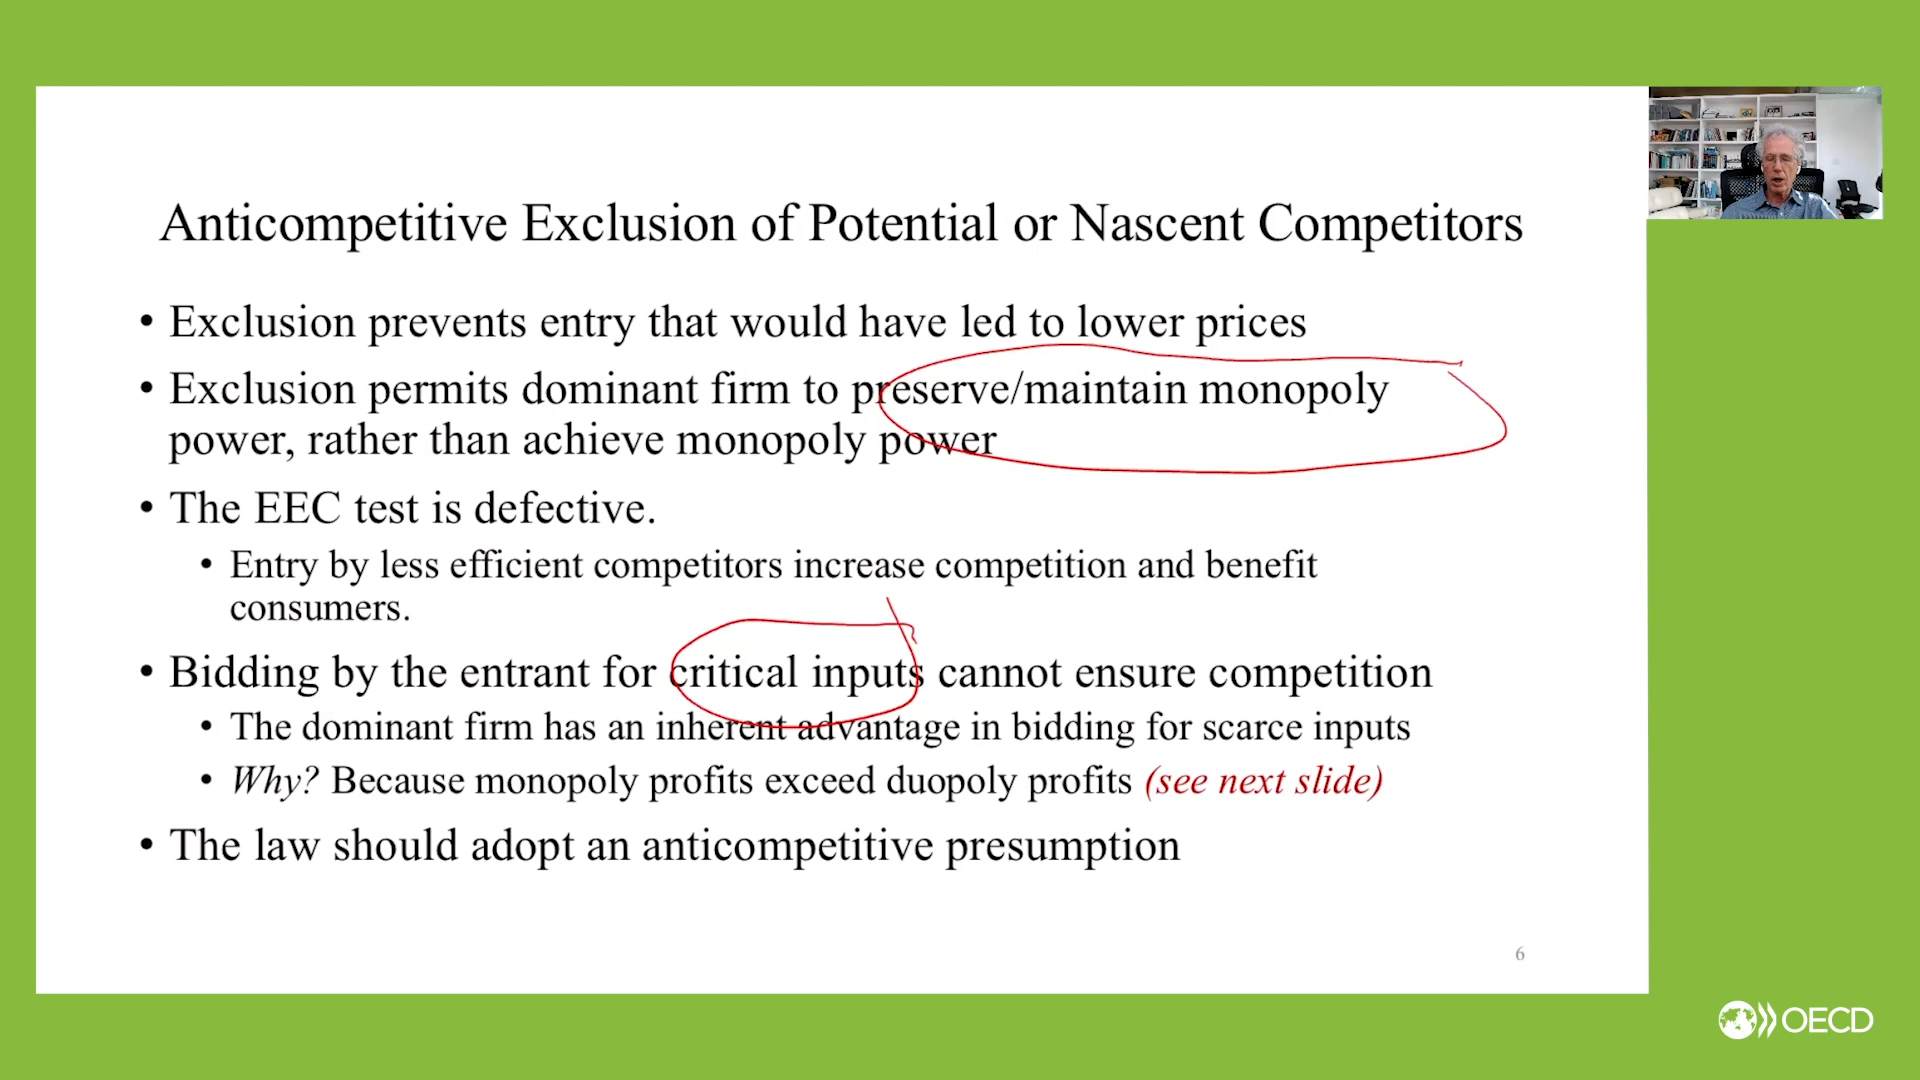 Anticompetitive Exclusion of Potential or Nascent Competitors
• Exclusion prevents entry that would have led to lower prices
• Exclusion permits dominant firm to preserve/maintain monopoly
power, rather than achieve monopoly power
• The EEC test is defective.
• Entry by less efficient competitors increase competition and benefit
consumers.
• Bidding by the entrant for critical inputs cannot ensure competition
• The dominant firm has an inherent advantage in bidding for scarce inputs
• Why? Because monopoly profits exceed duopoly profits (see next slide)
• The law should adopt an anticompetitive presumption
6
OECD